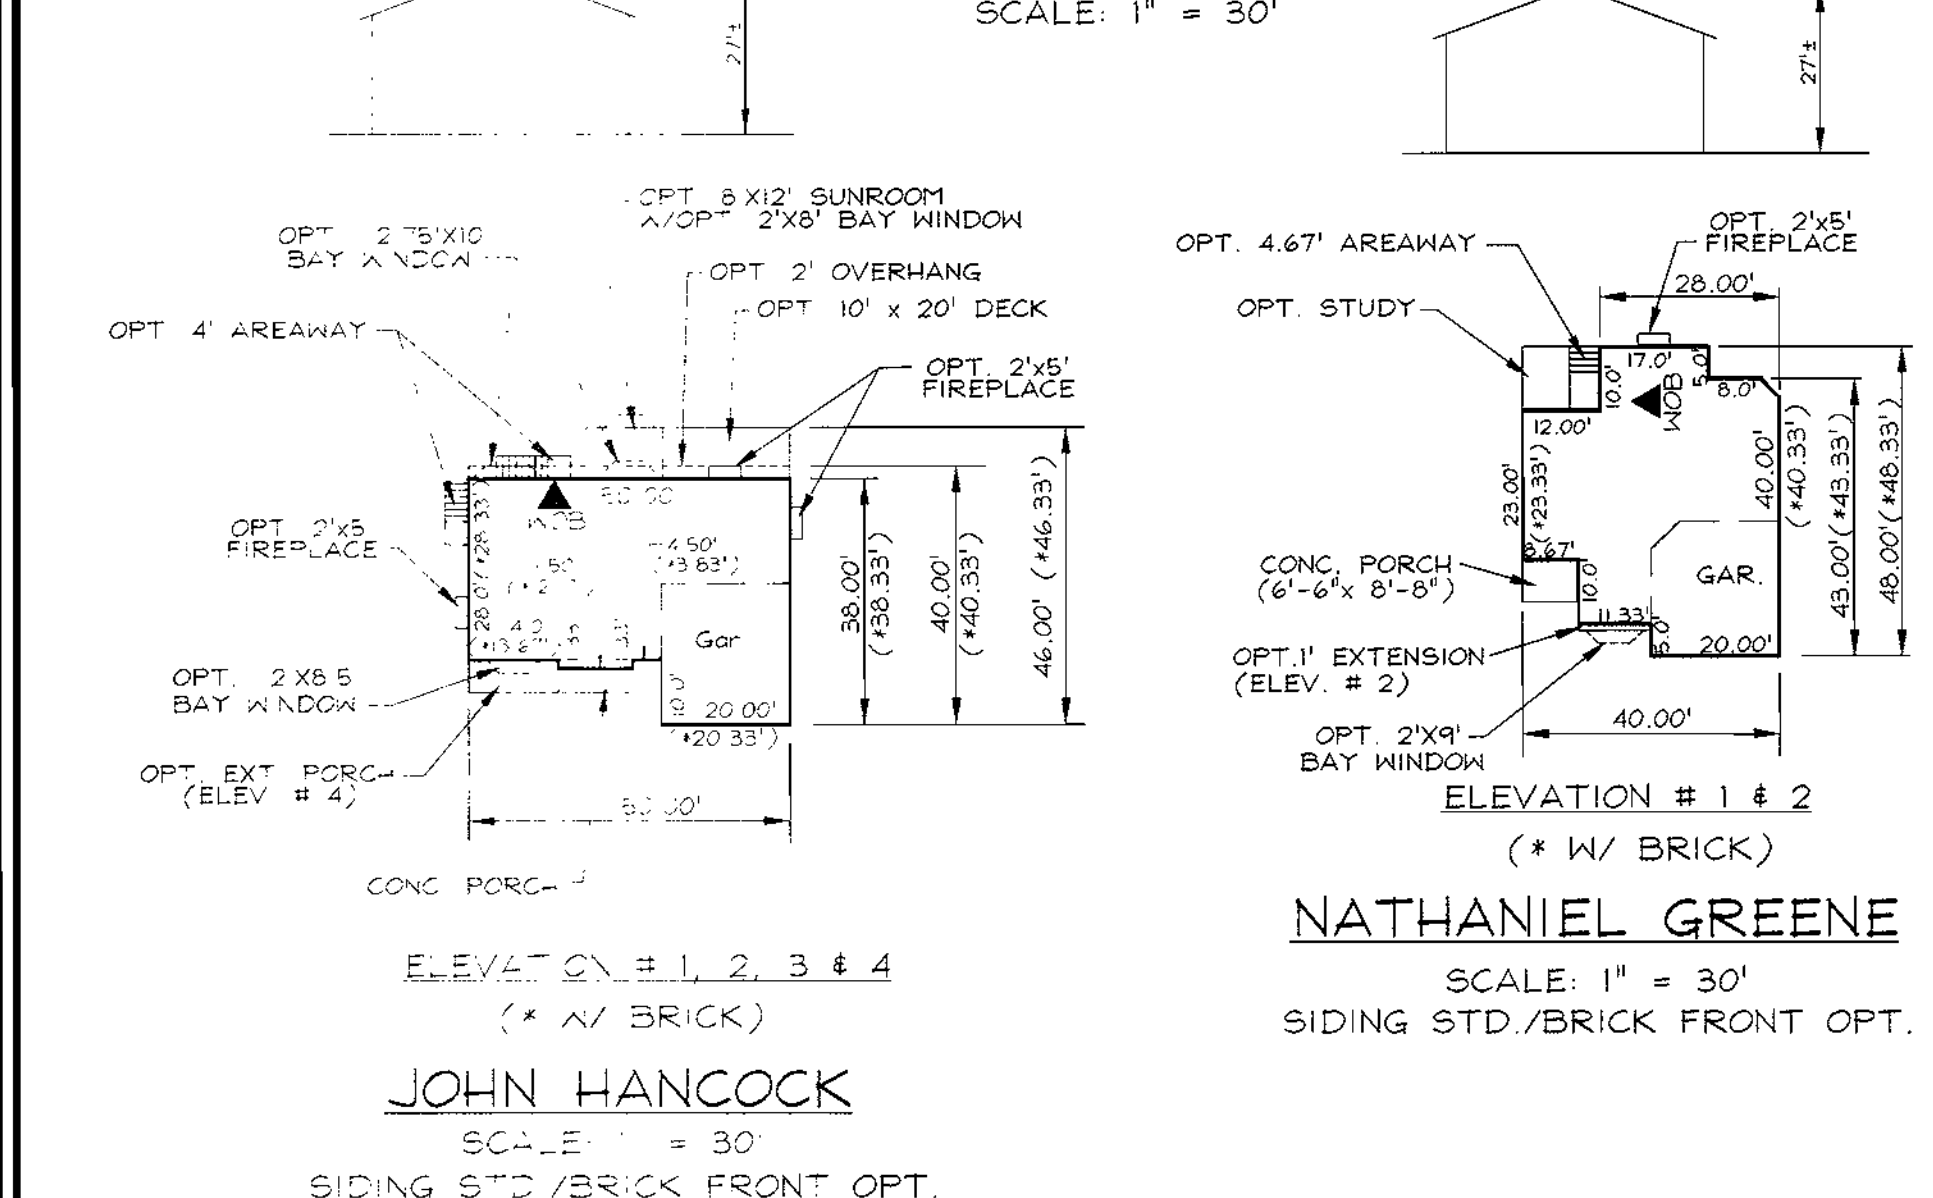 SCALE: 1" = 30'
27'±
27'±
OPT 8 X12' SUNROOM
W/OPT 2'X8' BAY WINDOW
OPT 2 75'X10
BAY WINDOW
OPT 2' OVERHANG
OPT 10' x 20' DECK
OPT 4' AREAWAY
OPT. 2'x5'
FIREPLACE
OPT 2'x5
FIREPLACE
WOB
28 0'
(*28 33')
4.50'
(*3 83')
Gar
20 00'
(*20 33')
38.00'
(*38.33')
40.00'
(*40.33')
46.00' (*46.33')
OPT. 2 X8 5
BAY WINDOW
OPT. EXT PORCH
(ELEV # 4)
CONC PORCH
ELEVATION # 1, 2, 3 & 4
(* W/ BRICK)
JOHN HANCOCK
SCALE: = 30'
SIDING STD /BRICK FRONT OPT.
OPT. 4.67' AREAWAY
OPT. 2'x5'
FIREPLACE
OPT. STUDY
28.00'
17.0'
5.0'
8.0'
10.0'
WOB
12.00'
23.00'
(*23.33')
40.00'
(*40.33')
43.00'(*43.33')
48.00'(*48.33')
8.67'
10.0'
CONC. PORCH
(6'-6"x 8'-8")
GAR.
11.33'
5.0'
20.00'
OPT.1' EXTENSION
(ELEV. # 2)
40.00'
OPT. 2'X9'
BAY WINDOW
ELEVATION # 1 & 2
(* W/ BRICK)
NATHANIEL GREENE
SCALE: 1" = 30'
SIDING STD./BRICK FRONT OPT.